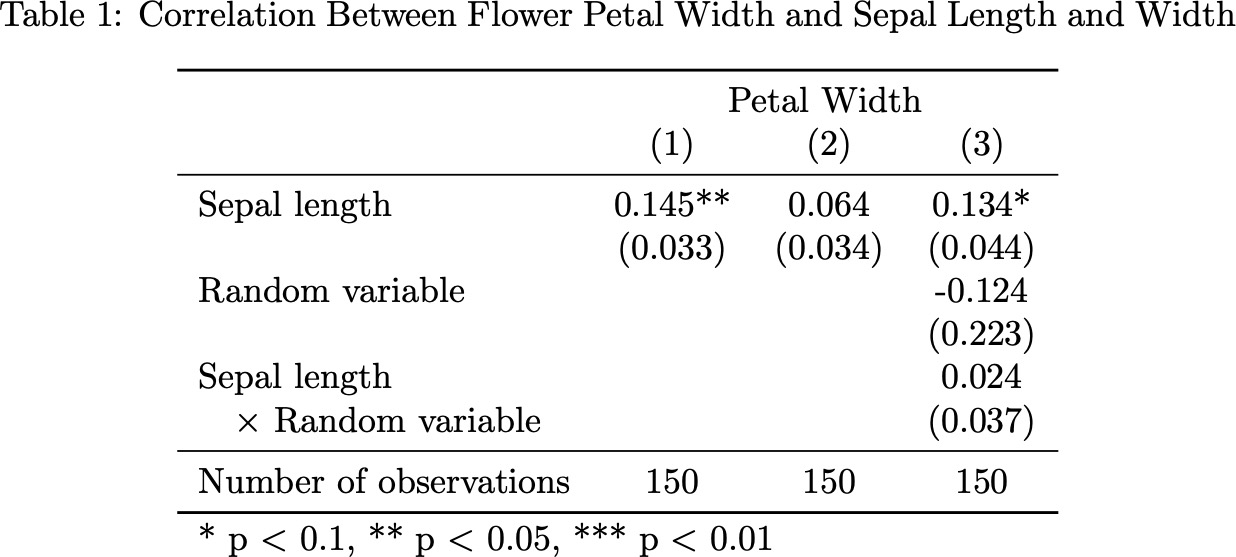 Table 1: Correlation Between Flower Petal Width and Sepal Length and Width
Petal Width
(1) (2) (3)
Sepal length 0.145** 0.064 0.134*
(0.033) (0.034) (0.044)
Random variable -0.124
(0.223)
Sepal length 0.024
× Random variable (0.037)
Number of observations 150 150 150
* p < 0.1, ** p < 0.05, *** p < 0.01